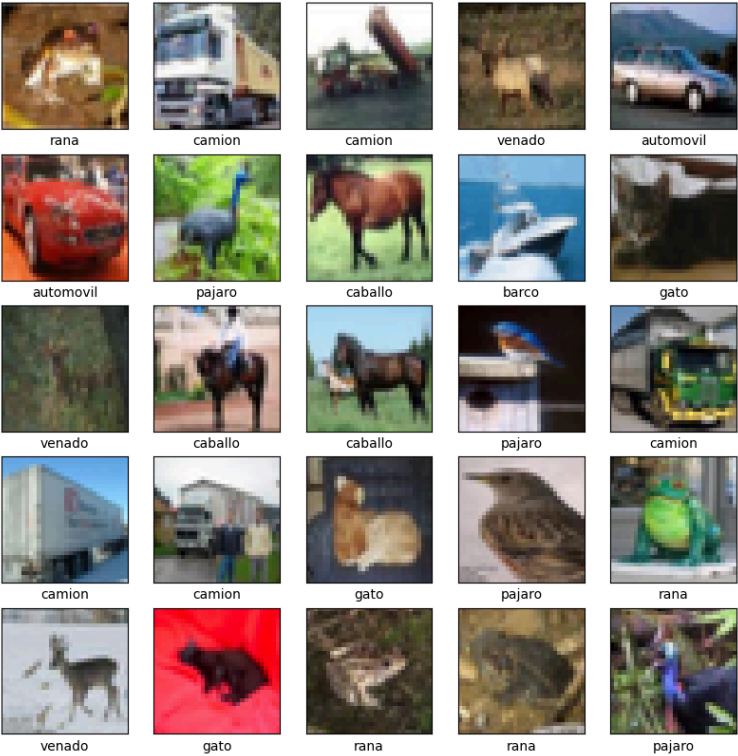 rana
camion
camion
venado
automovil
automovil
pajaro
caballo
barco
gato
venado
caballo
caballo
pajaro
camion
camion
camion
gato
pajaro
rana
venado
gato
rana
rana
pajaro